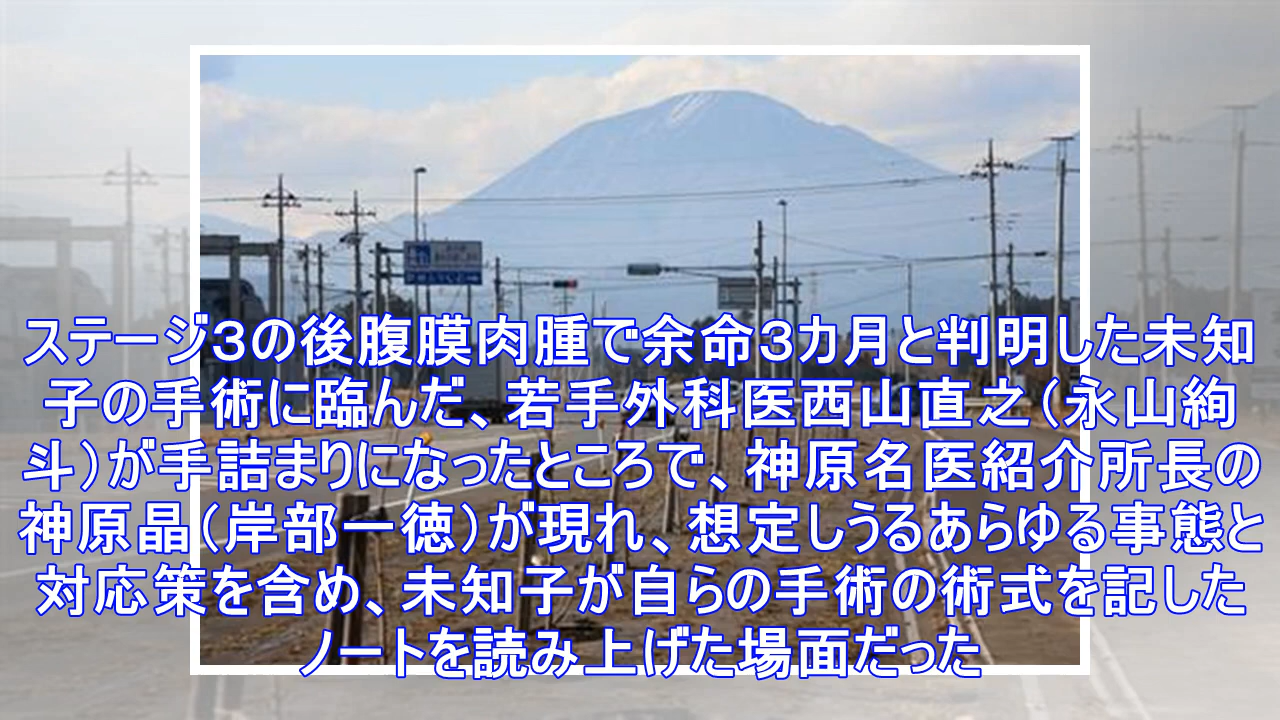 ステージ3の後腹膜肉腫で余命3カ月と判明した未知
子の手術に臨んだ、若手外科医西山直之（永山絢
斗）が手詰まりになったところで、神原名医紹介所長の
神原晶（岸部一徳）が現れ、想定しうるあらゆる事態と
対応策を含め、未知子が自らの手術の術式を記した
ノートを読み上げた場面だった